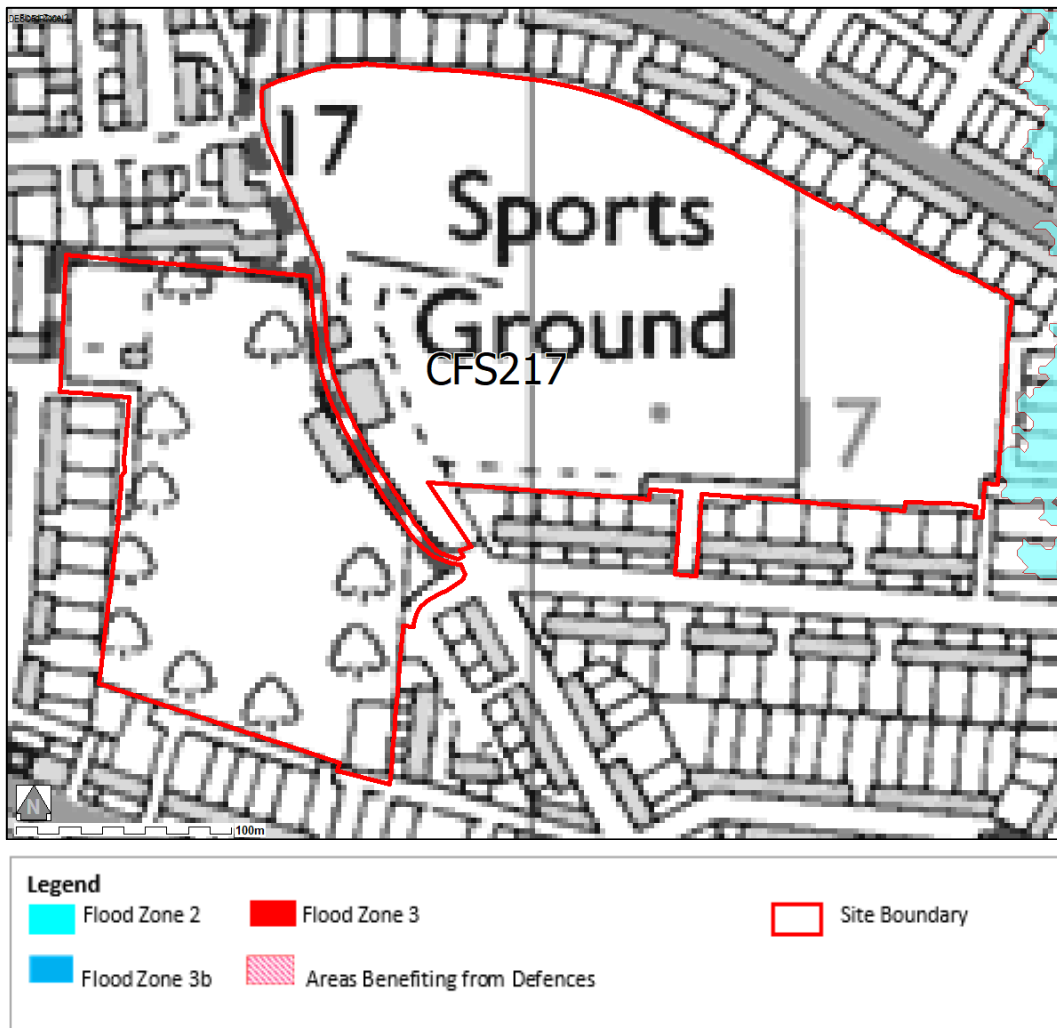 DESCRIPTION2
17
Sports
Ground
CFS217
17
N
100m
Legend
Flood Zone 2
Flood Zone 3
Site Boundary
Flood Zone 3b
Areas Benefiting from Defences